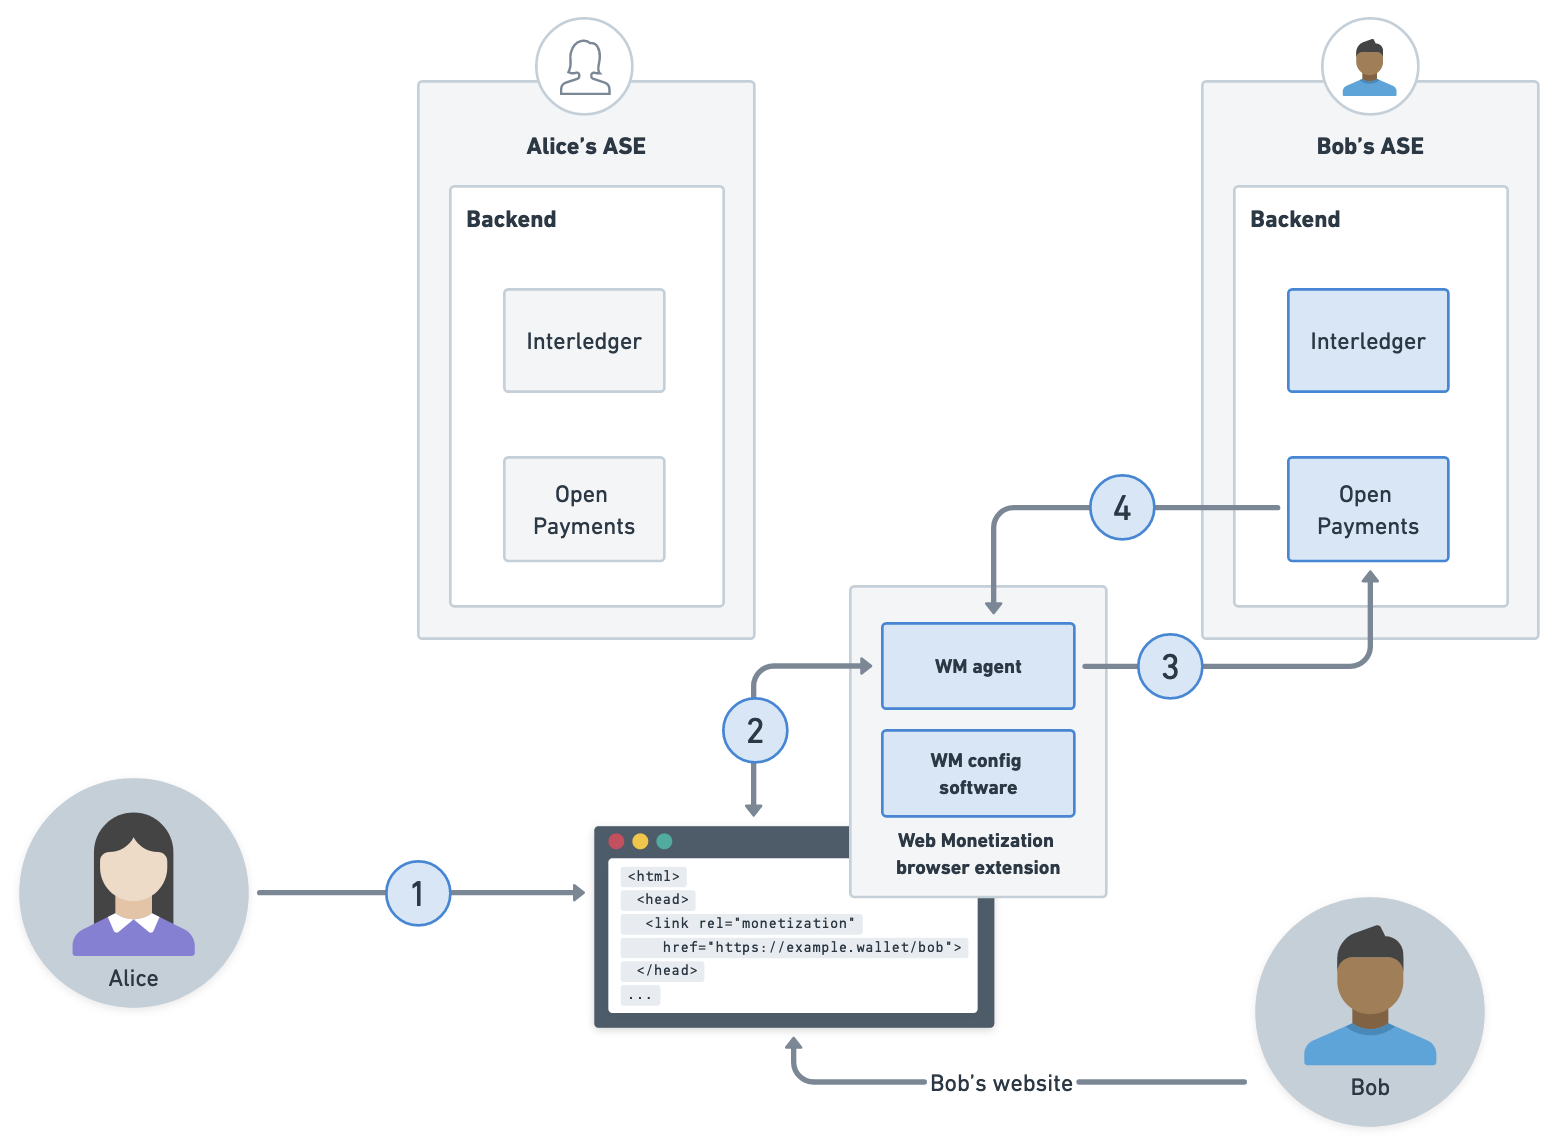 Alice’s ASE
Backend
Interledger
Open
Payments
Bob’s ASE
Backend
Interledger
Open
Payments
4
WM agent
3
2
WM config
software
Web Monetization
browser extension
1
Alice
<html>
<head>
<link rel="monetization"
href="https://example.wallet/bob">
</head>
...
Bob’s website
Bob